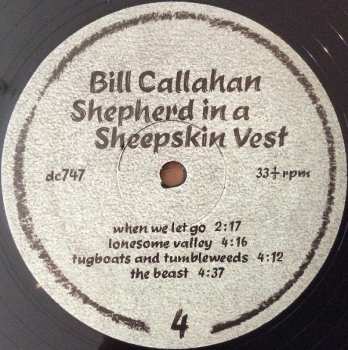 Bill Callahan
Shepherd in a
Sheepskin Vest
dc747 33⅓ rpm
when we let go 2:17
lonesome valley 4:16
tugboats and tumbleweeds 4:12
the beast 4:37
4